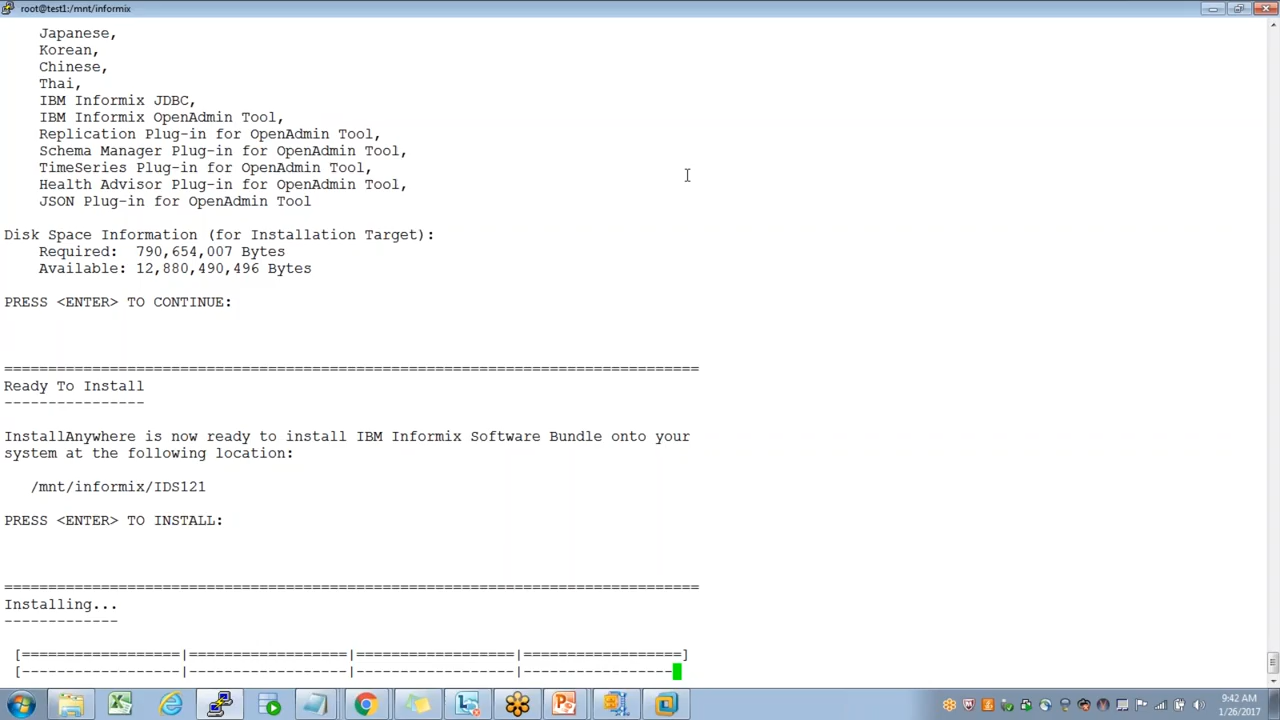 root@test1:/mnt/informix
Japanese,
Korean,
Chinese,
Thai,
IBM Informix JDBC,
IBM Informix OpenAdmin Tool,
Replication Plug-in for OpenAdmin Tool,
Schema Manager Plug-in for OpenAdmin Tool,
TimeSeries Plug-in for OpenAdmin Tool,
Health Advisor Plug-in for OpenAdmin Tool,
JSON Plug-in for OpenAdmin Tool
Disk Space Information (for Installation Target):
Required:  790,654,007 Bytes
Available: 12,880,490,496 Bytes
PRESS <ENTER> TO CONTINUE:
===============================================================================
Ready To Install
----------------
InstallAnywhere is now ready to install IBM Informix Software Bundle onto your
system at the following location:
/mnt/informix/IDS121
PRESS <ENTER> TO INSTALL:
===============================================================================
Installing...
-------------
[==================|==================|==================|==================]
[------------------|------------------|------------------|-----------------
9:42 AM
1/26/2017